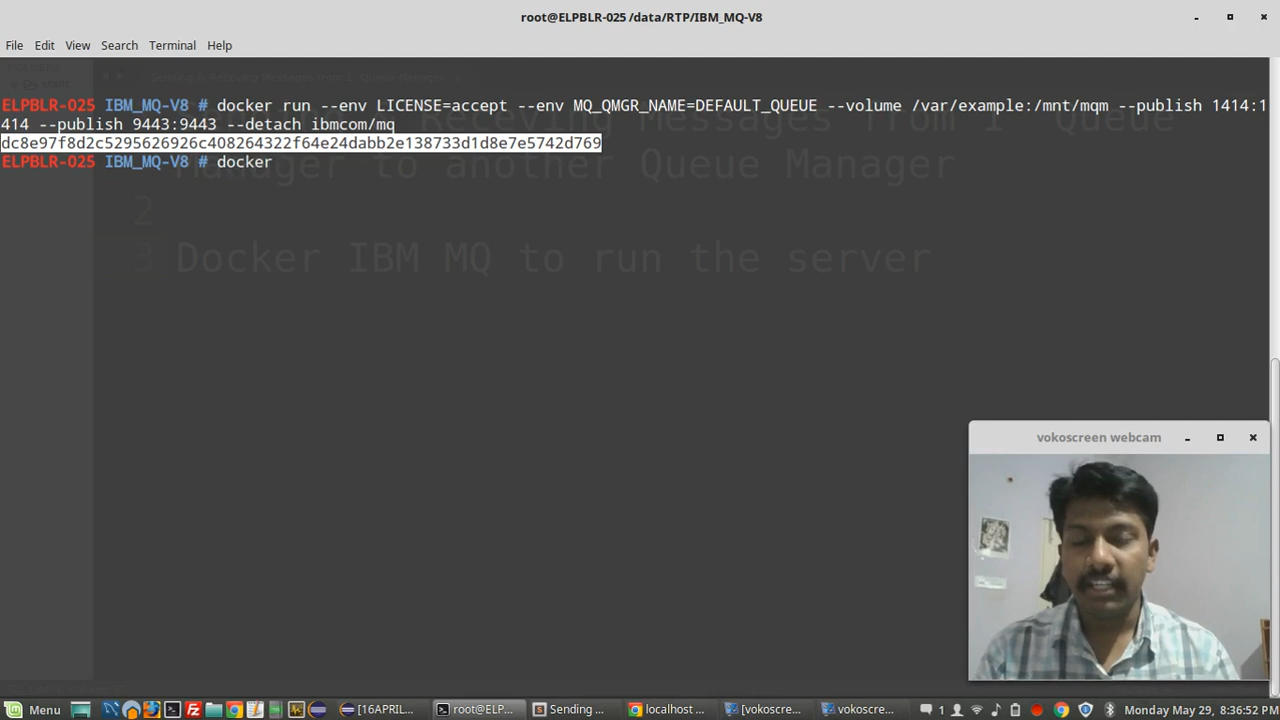 root@ELPBLR-025 /data/RTP/IBM_MQ-V8
File Edit View Search Terminal Help
ELPBLR-025 IBM_MQ-V8 # docker run --env LICENSE=accept --env MQ_QMGR_NAME=DEFAULT_QUEUE --volume /var/example:/mnt/mqm --publish 1414:1
414 --publish 9443:9443 --detach ibmcom/mq
dc8e97f8d2c5295626926c408264322f64e24dabb2e138733d1d8e7e5742d769
ELPBLR-025 IBM_MQ-V8 # docker
Receving Messages from 1 Queue
Manager to another Queue Manager
2
3 Docker IBM MQ to run the server
vokoscreen webcam
Menu [16APRIL... root@ELP... Sending ... localhost ... [vokoscre... vokoscre... 1 Monday May 29, 8:36:52 PM